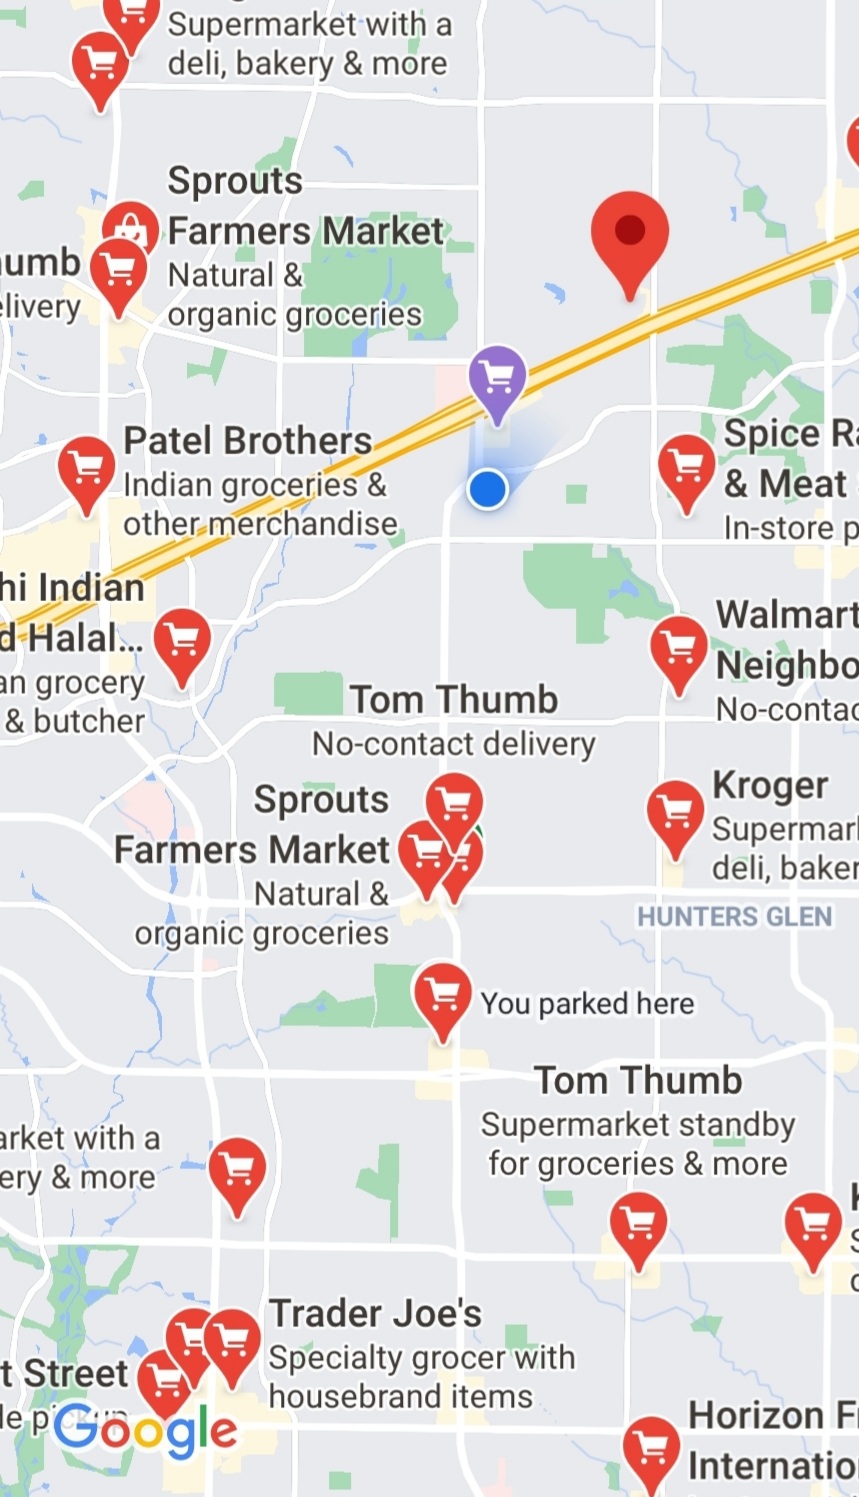 Supermarket with a
deli, bakery & more
Sprouts
Farmers Market
Natural &
organic groceries
umb
elivery
Patel Brothers
Indian groceries &
other merchandise
Spice Ra
& Meat
In-store p
hi Indian
d Halal...
an grocery
& butcher
Walmart
Neighbo
No-contac
Tom Thumb
No-contact delivery
Sprouts
Farmers Market
Natural &
organic groceries
Kroger
Supermark
deli, baker
HUNTERS GLEN
You parked here
Tom Thumb
Supermarket standby
for groceries & more
arket with a
ery & more
K
S
d
Trader Joe's
Specialty grocer with
housebrand items
t Street
le pickup
Google
Horizon F
Internatio